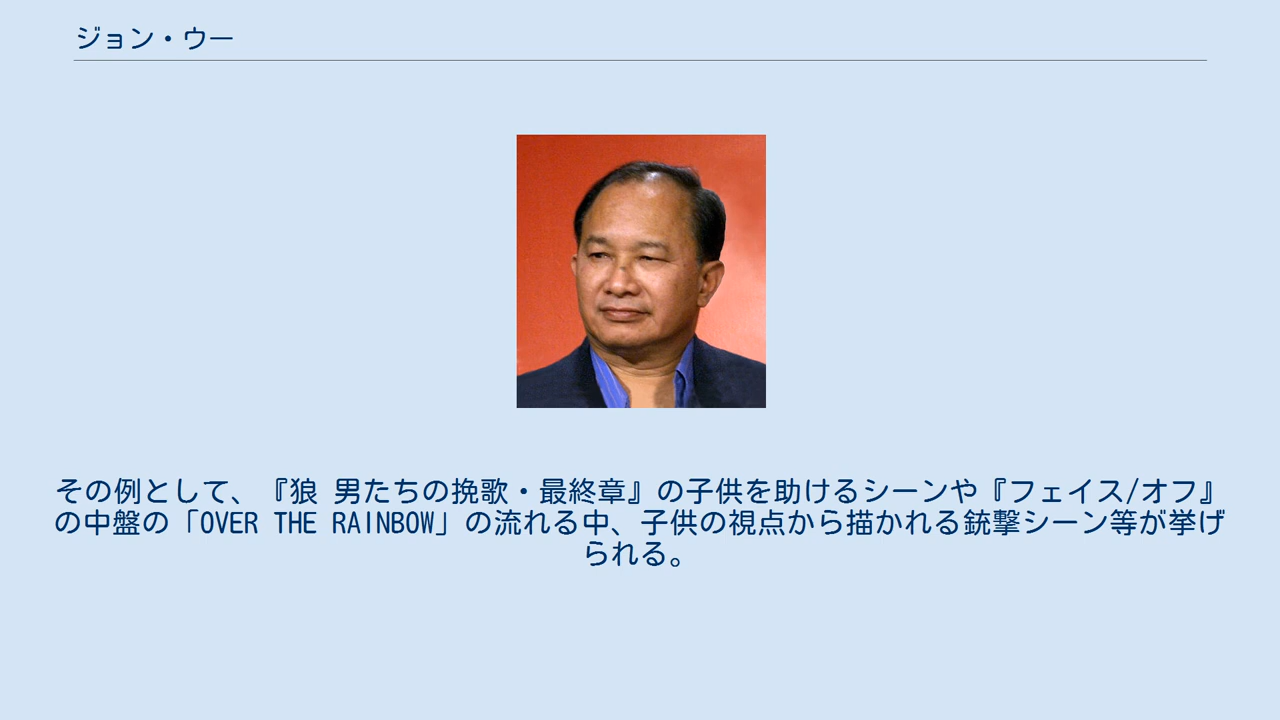 ジョン・ウー
その例として、『狼 男たちの挽歌・最終章』の子供を助けるシーンや『フェイス/オフ』
の中盤の「OVER THE RAINBOW」の流れる中、子供の視点から描かれる銃撃シーン等が挙げ
られる。